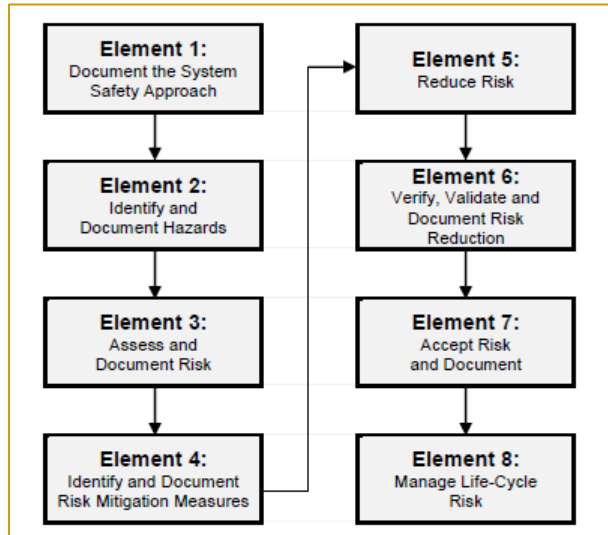 Element 1:
Document the System
Safety Approach
Element 2:
Identify and
Document Hazards
Element 3:
Assess and
Document Risk
Element 4:
Identify and Document
Risk Mitigation Measures
Element 5:
Reduce Risk
Element 6:
Verify, Validate and
Document Risk
Reduction
Element 7:
Accept Risk
and Document
Element 8:
Manage Life-Cycle
Risk